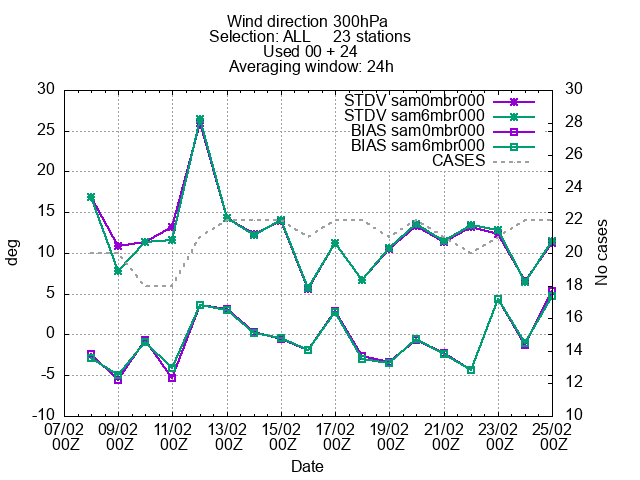 Wind direction 300hPa
Selection: ALL 23 stations
Used 00 + 24
Averaging window: 24h
STDV sam0mbr000
STDV sam6mbr000
BIAS sam0mbr000
BIAS sam6mbr000
CASES
30
25
20
15
10
5
0
-5
-10
deg
30
28
26
24
22
20
18
16
14
12
10
No cases
07/02 09/02 11/02 13/02 15/02 17/02 19/02 21/02 23/02 25/02
00Z 00Z 00Z 00Z 00Z 00Z 00Z 00Z 00Z 00Z
Date